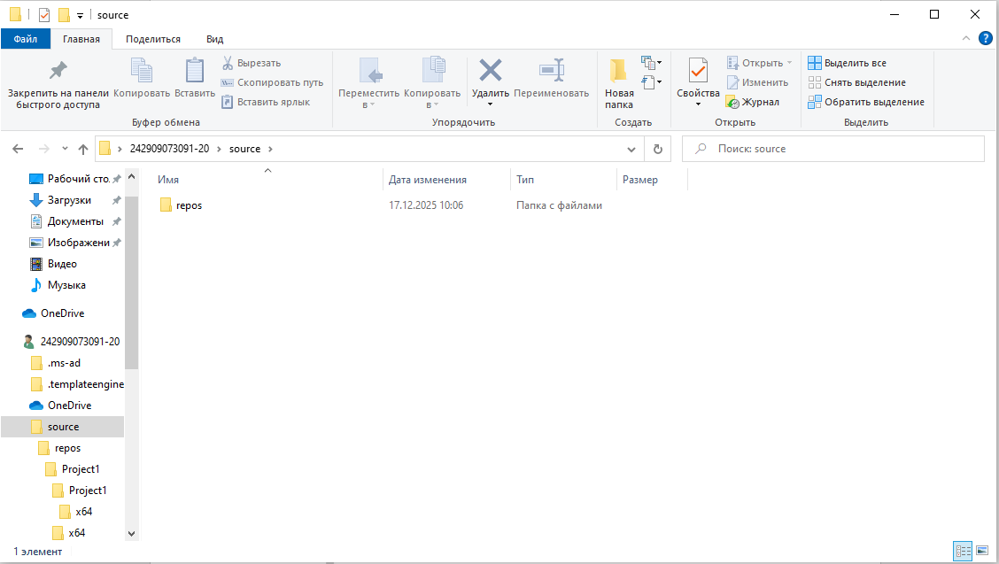 source
Файл Главная Поделиться Вид
Закрепить на панели быстрого доступа
Копировать
Вставить
Вырезать
Скопировать путь
Вставить ярлык
Буфер обмена
Переместить в
Копировать в
Удалить
Переименовать
Упорядочить
Новая папка
Создать
Свойства
Открыть
Изменить
Журнал
Открыть
Выделить все
Снять выделение
Обратить выделение
Выделить
242909073091-20 source
Поиск: source
Рабочий сто.
Загрузки
Документы
Изображени
Видео
Музыка
OneDrive
242909073091-20
.ms-ad
.templateengine
OneDrive
source
repos
Project1
Project1
x64
x64
Имя Дата изменения Тип Размер
repos 17.12.2025 10:06 Папка с файлами
1 элемент